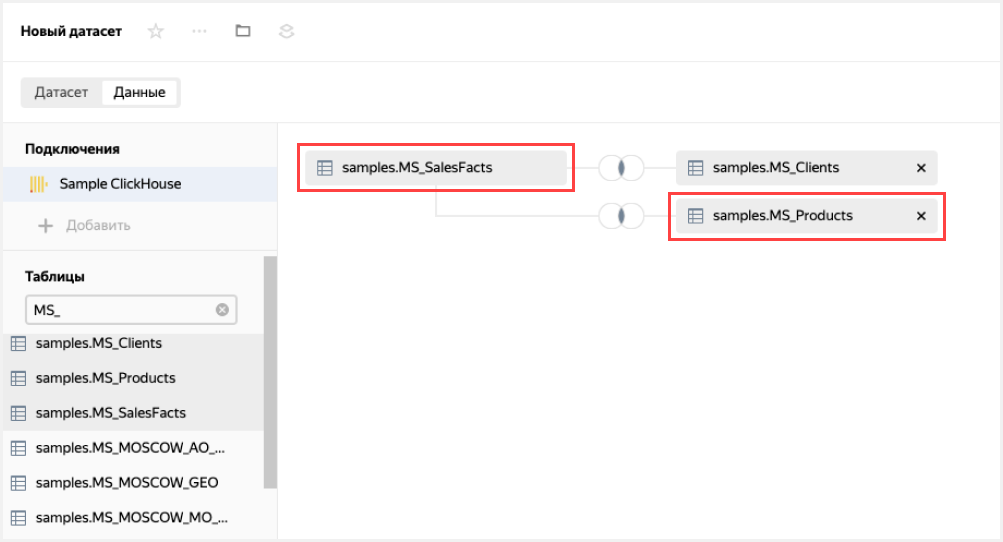 Новый датасет
Датасет Данные
Подключения
Sample ClickHouse
Добавить
Таблицы
MS_
samples.MS_Clients
samples.MS_Products
samples.MS_SalesFacts
samples.MS_MOSCOW_AO_...
samples.MS_MOSCOW_GEO
samples.MS_MOSCOW_MO_...
samples.MS_SalesFacts
samples.MS_Clients
samples.MS_Products